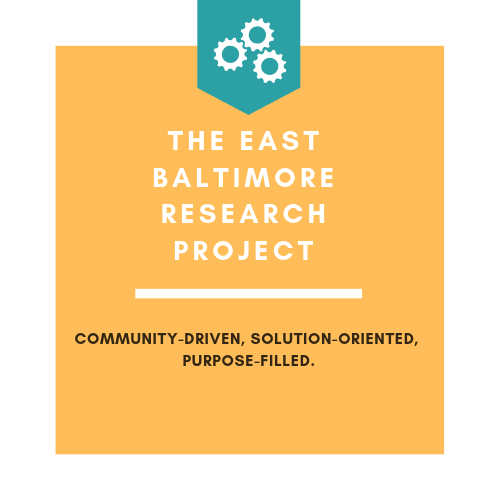 THE EAST
BALTIMORE
RESEARCH
PROJECT
COMMUNITY-DRIVEN, SOLUTION-ORIENTED,
PURPOSE-FILLED.